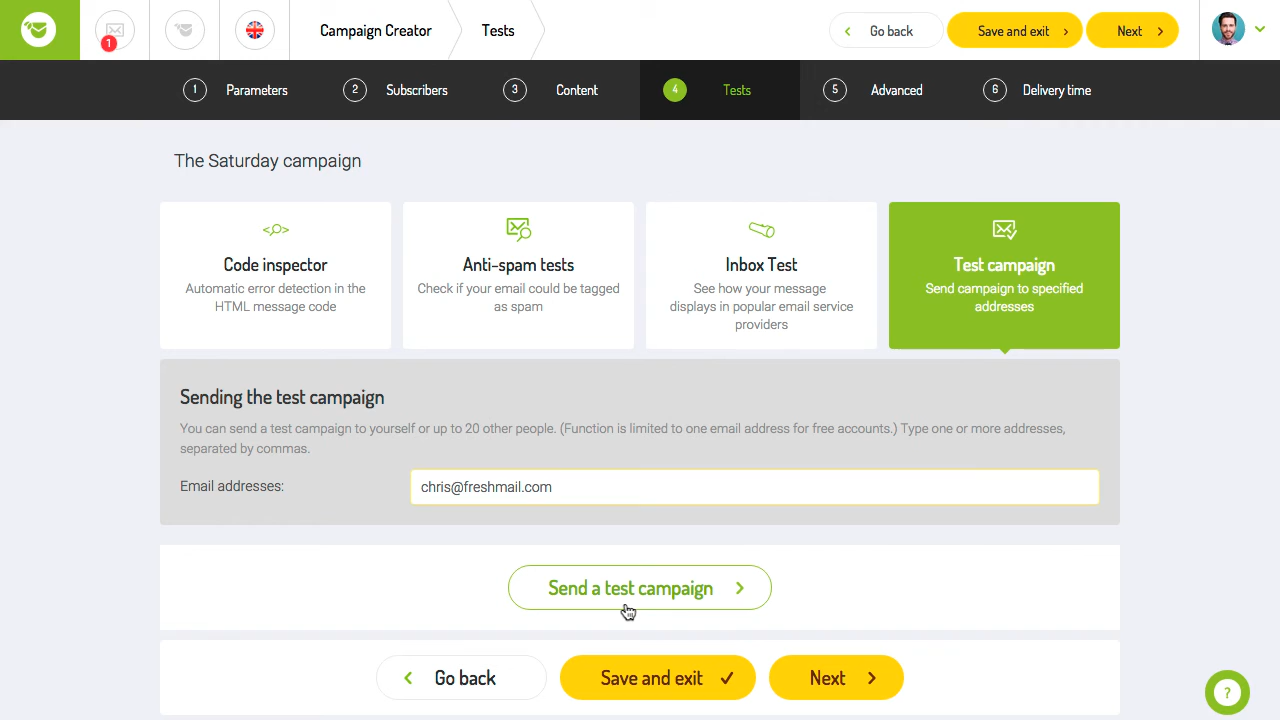 1
Campaign Creator
Tests
Go back
Save and exit
Next
1 Parameters
2 Subscribers
3 Content
4 Tests
5 Advanced
6 Delivery time
The Saturday campaign
Code inspector
Automatic error detection in the
HTML message code
Anti-spam tests
Check if your email could be tagged
as spam
Inbox Test
See how your message
displays in popular email service
providers
Test campaign
Send campaign to specified
addresses
Sending the test campaign
You can send a test campaign to yourself or up to 20 other people. (Function is limited to one email address for free accounts.) Type one or more addresses,
separated by commas.
Email addresses:
chris@freshmail.com
Send a test campaign
Go back
Save and exit
Next
?